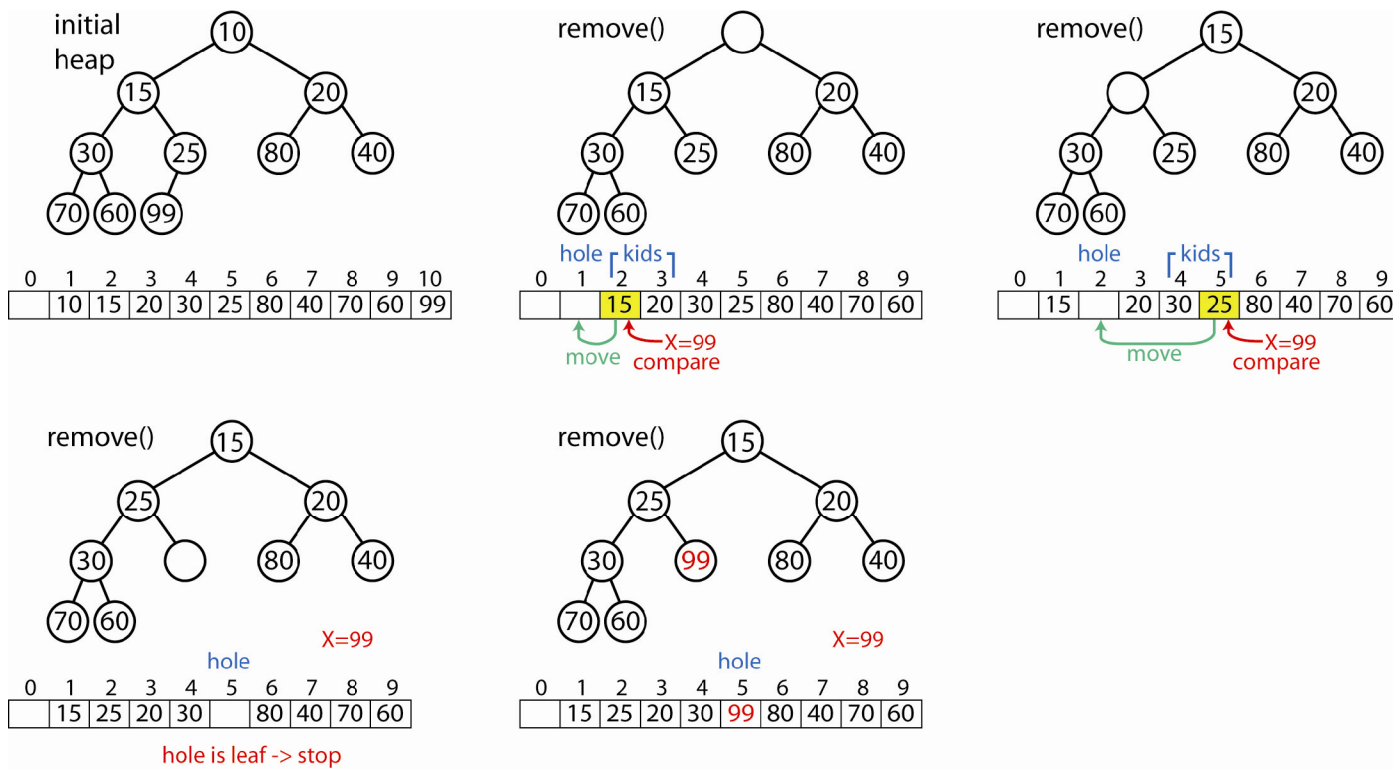 initial
heap
10
15 20
30 25 80 40
70 60 99
0 1 2 3 4 5 6 7 8 9 10
10 15 20 30 25 80 40 70 60 99
remove()
15 20
30 25 80 40
70 60
hole kids
0 1 2 3 4 5 6 7 8 9
15 20 30 25 80 40 70 60
move X=99
compare
remove()
15
20
30 25 80 40
70 60
hole kids
0 1 2 3 4 5 6 7 8 9
15 20 30 25 80 40 70 60
move X=99
compare
remove()
15
25 20
30 80 40
70 60
X=99
hole
0 1 2 3 4 5 6 7 8 9
15 25 20 30 80 40 70 60
hole is leaf -> stop
remove()
15
25 20
30 99 80 40
70 60
X=99
hole
0 1 2 3 4 5 6 7 8 9
15 25 20 30 99 80 40 70 60